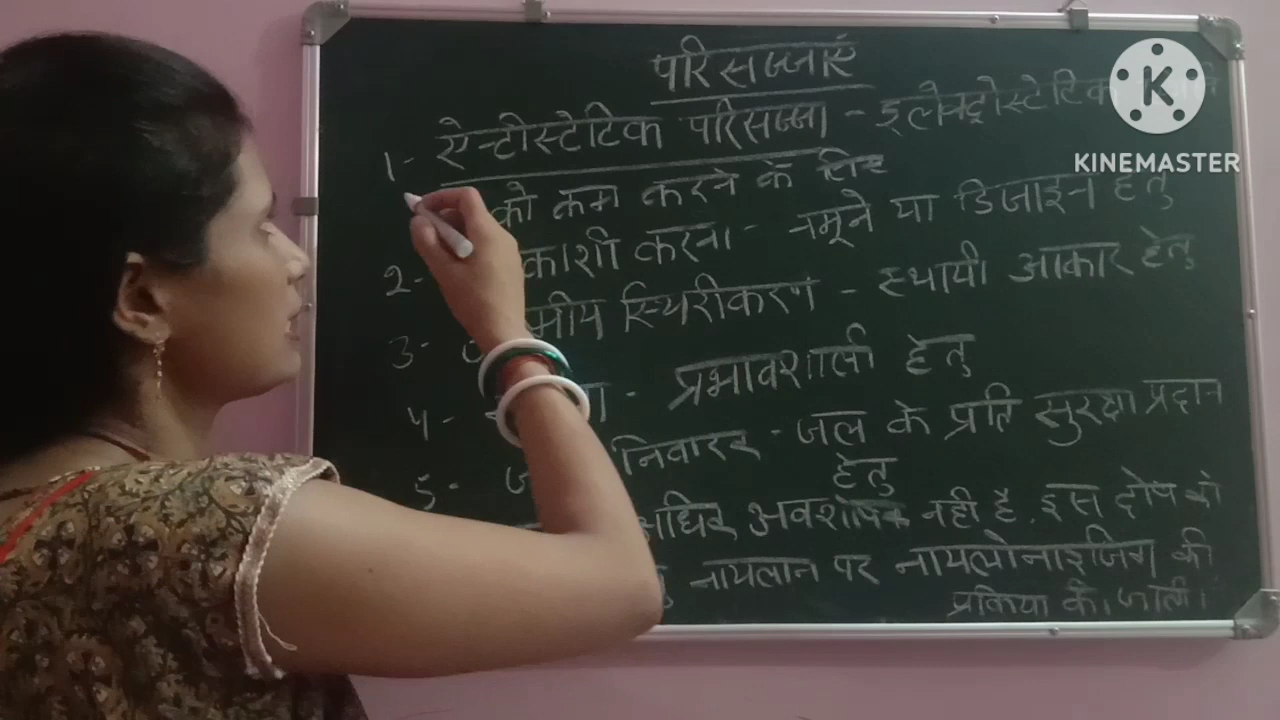 परिसज्जाएं
1- ऐन्टोस्टेटिक परिसज्जा - इलेक्ट्रोस्टेटिक
को कम करने के लिए
2- काशी करना - नमूने या डिजाइन हेतु
3- मीय स्थिरीकरण - स्थायी आकार हेतु
4- - प्रभावशाली हेतु
5- निवारक - जल के प्रति सुरक्षा प्रदान
हेतु
अधिक अवशोषक नही है. इस दोष को
नायलान पर नायलोनाइजिंग की
प्रकिया की जाती।
KINEMASTER